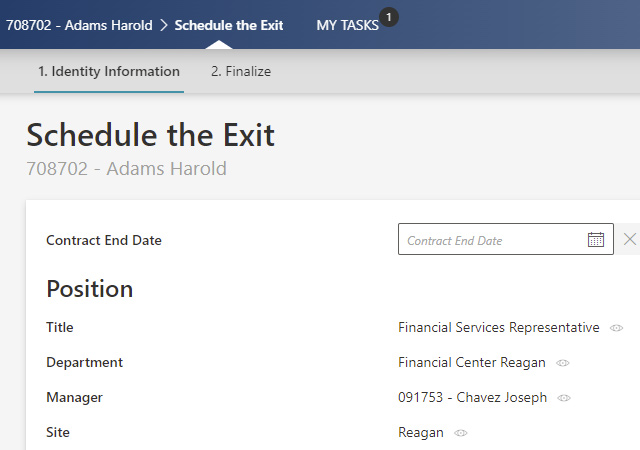 708702 - Adams Harold > Schedule the Exit MY TASKS 1
1. Identity Information 2. Finalize
Schedule the Exit
708702 - Adams Harold
Contract End Date Contract End Date
Position
Title Financial Services Representative
Department Financial Center Reagan
Manager 091753 - Chavez Joseph
Site Reagan